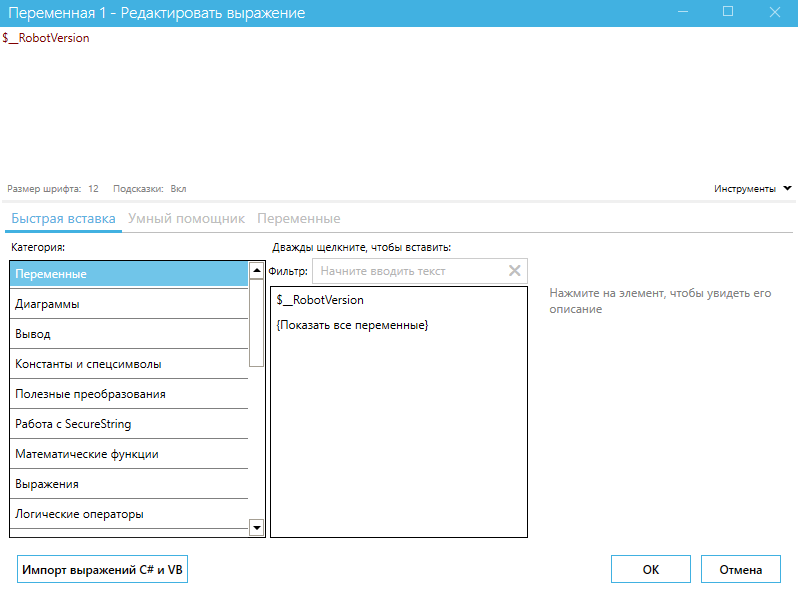 Переменная 1 - Редактировать выражение
$__RobotVersion
Размер шрифта: 12 Подсказки: Вкл Инструменты
Быстрая вставка Умный помощник Переменные
Категория: Дважды щелкните, чтобы вставить:
Фильтр: Начните вводить текст
Переменные
Диаграммы
Вывод
Константы и спецсимволы
Полезные преобразования
Работа с SecureString
Математические функции
Выражения
Логические операторы
$__RobotVersion
{Показать все переменные}
Нажмите на элемент, чтобы увидеть его
описание
Импорт выражений C# и VB ОК Отмена